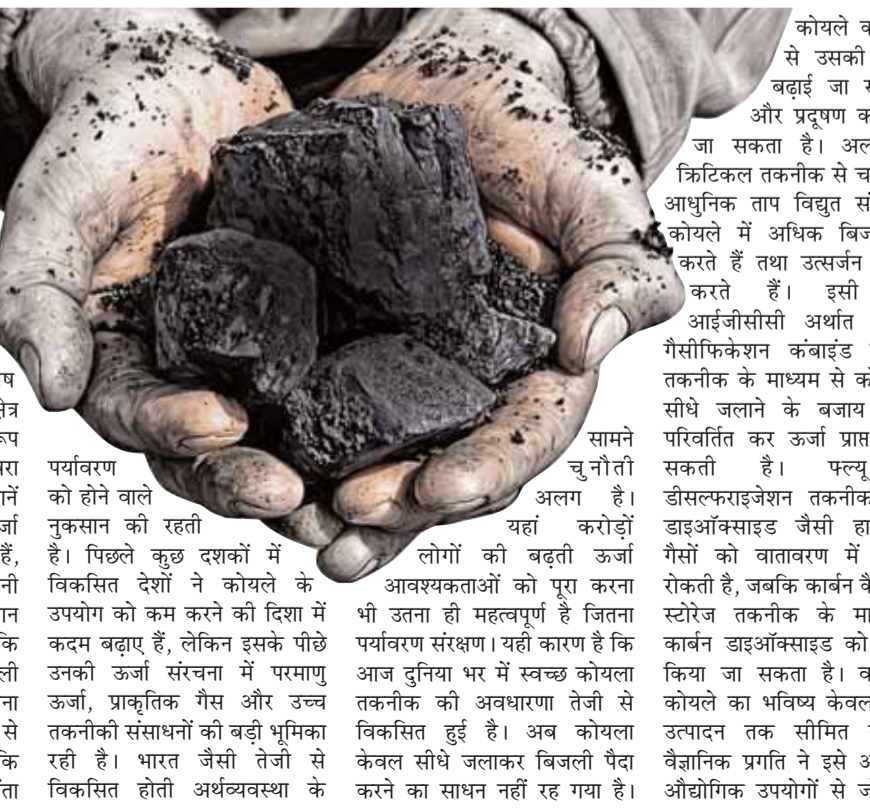 पर्यावरण
को होने वाले
नुकसान की रहती
है। पिछले कुछ दशकों में
विकसित देशों ने कोयले के
उपयोग को कम करने की दिशा में
कदम बढ़ाए हैं, लेकिन इसके पीछे
उनकी ऊर्जा संरचना में परमाणु
ऊर्जा, प्राकृतिक गैस और उच्च
तकनीकी संसाधनों की बड़ी भूमिका
रही है। भारत जैसी तेजी से
विकसित होती अर्थव्यवस्था के
सामने
चुनौती
अलग है।
यहां करोड़ों
लोगों की बढ़ती ऊर्जा
आवश्यकताओं को पूरा करना
भी उतना ही महत्वपूर्ण है जितना
पर्यावरण संरक्षण। यही कारण है कि
आज दुनिया भर में स्वच्छ कोयला
तकनीक की अवधारणा तेजी से
विकसित हुई है। अब कोयला
केवल सीधे जलाकर बिजली पैदा
करने का साधन नहीं रह गया है।
कोयले
से उसकी
बढ़ाई जा
और प्रदूषण
जा सकता है।
क्रिटिकल तकनीक से
आधुनिक ताप विद्युत
कोयले में अधिक
करते हैं तथा उत्सर्जन
करते हैं। इसी
आईजीसीसी अर्थात
गैसीफिकेशन कंबाइंड
तकनीक के माध्यम से
सीधे जलाने के बजाय
परिवर्तित कर ऊर्जा
सकती है। फ्ल्यू
डीसल्फराइजेशन तकनीक
डाइऑक्साइड जैसी
गैसों को वातावरण में
रोकती है, जबकि कार्बन
स्टोरेज तकनीक के
कार्बन डाइऑक्साइड को
किया जा सकता है।
कोयले का भविष्य केवल
उत्पादन तक सीमित
वैज्ञानिक प्रगति ने इसे
औद्योगिक उपयोगों से